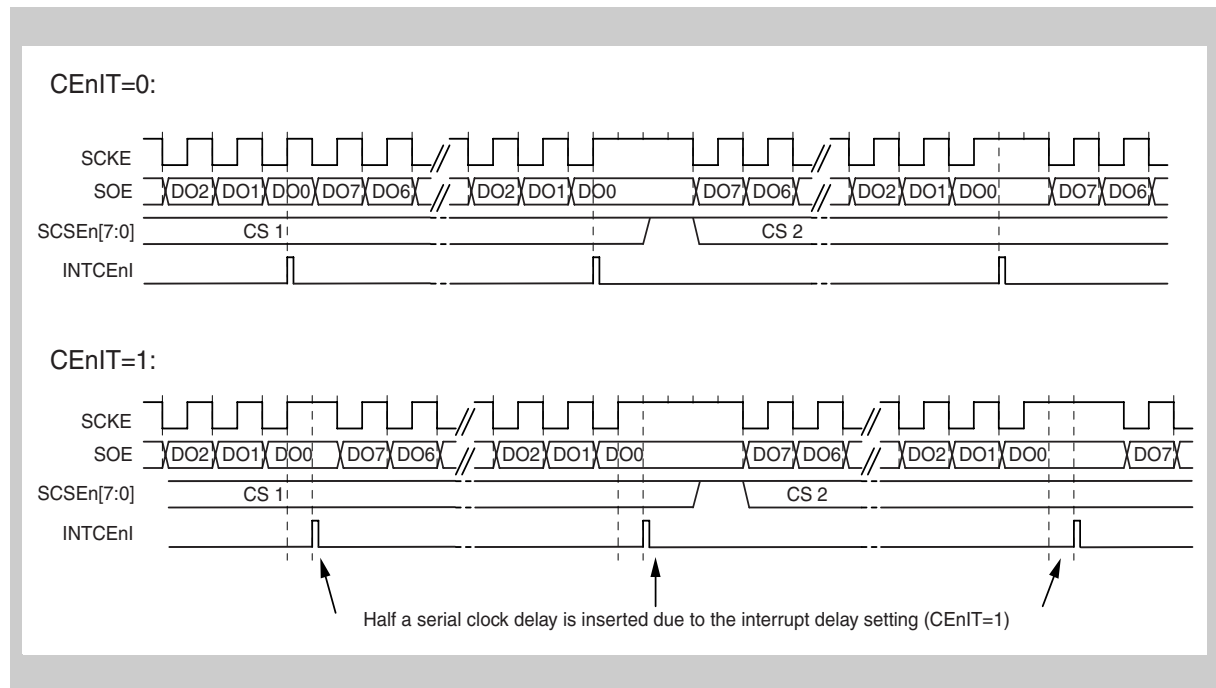 CEnIT=0:
SCKE
SOE DO2 DO1 DO0 DO7 DO6 DO2 DO1 DO0 DO7 DO6 DO2 DO1 DO0 DO7 DO6
SCSEn[7:0] CS 1 CS 2
INTCEnI
CEnIT=1:
SCKE
SOE DO2 DO1 DO0 DO7 DO6 DO2 DO1 DO0 DO7 DO6 DO2 DO1 DO0 DO7
SCSEn[7:0] CS 1 CS 2
INTCEnI
Half a serial clock delay is inserted due to the interrupt delay setting (CEnIT=1)